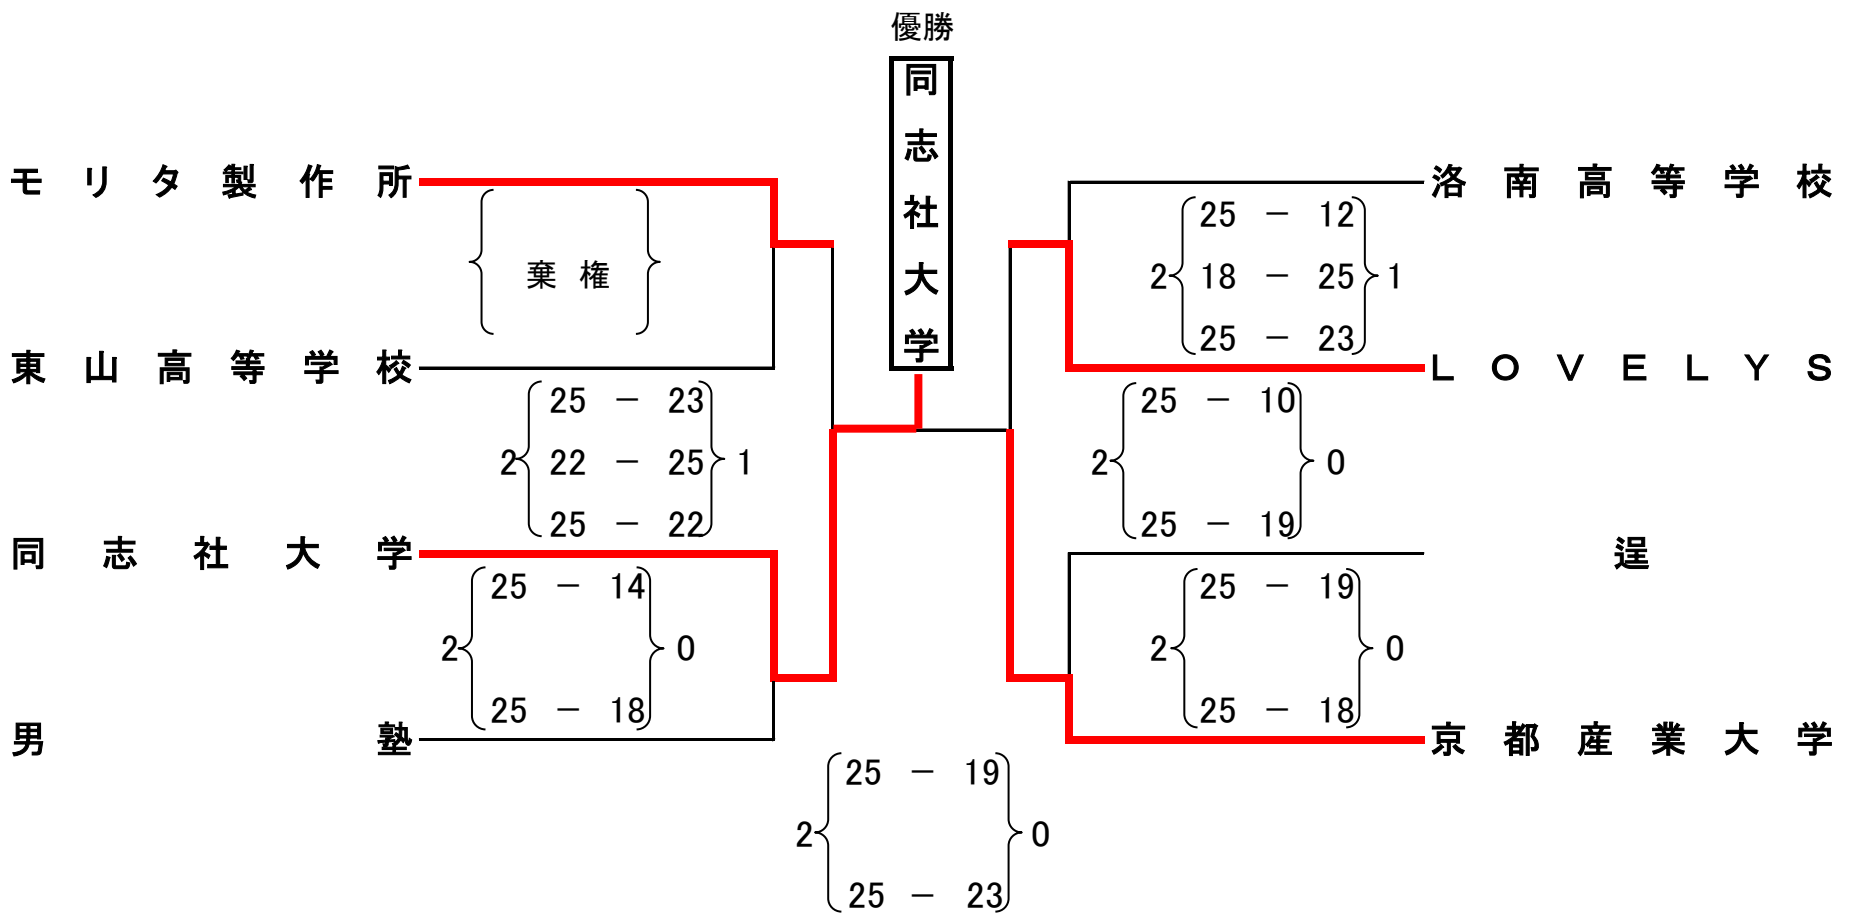 優勝
同志社大学
モリタ製作所
棄権
東山高等学校
25 － 23
2 22 － 25 1
25 － 22
同志社大学
25 － 14
2 0
25 － 18
男塾
洛南高等学校
25 － 12
2 18 － 25 1
25 － 23
ＬＯＶＥＬＹＳ
25 － 10
2 0
25 － 19
逞
25 － 19
2 0
25 － 18
京都産業大学
25 － 19
2 0
25 － 23